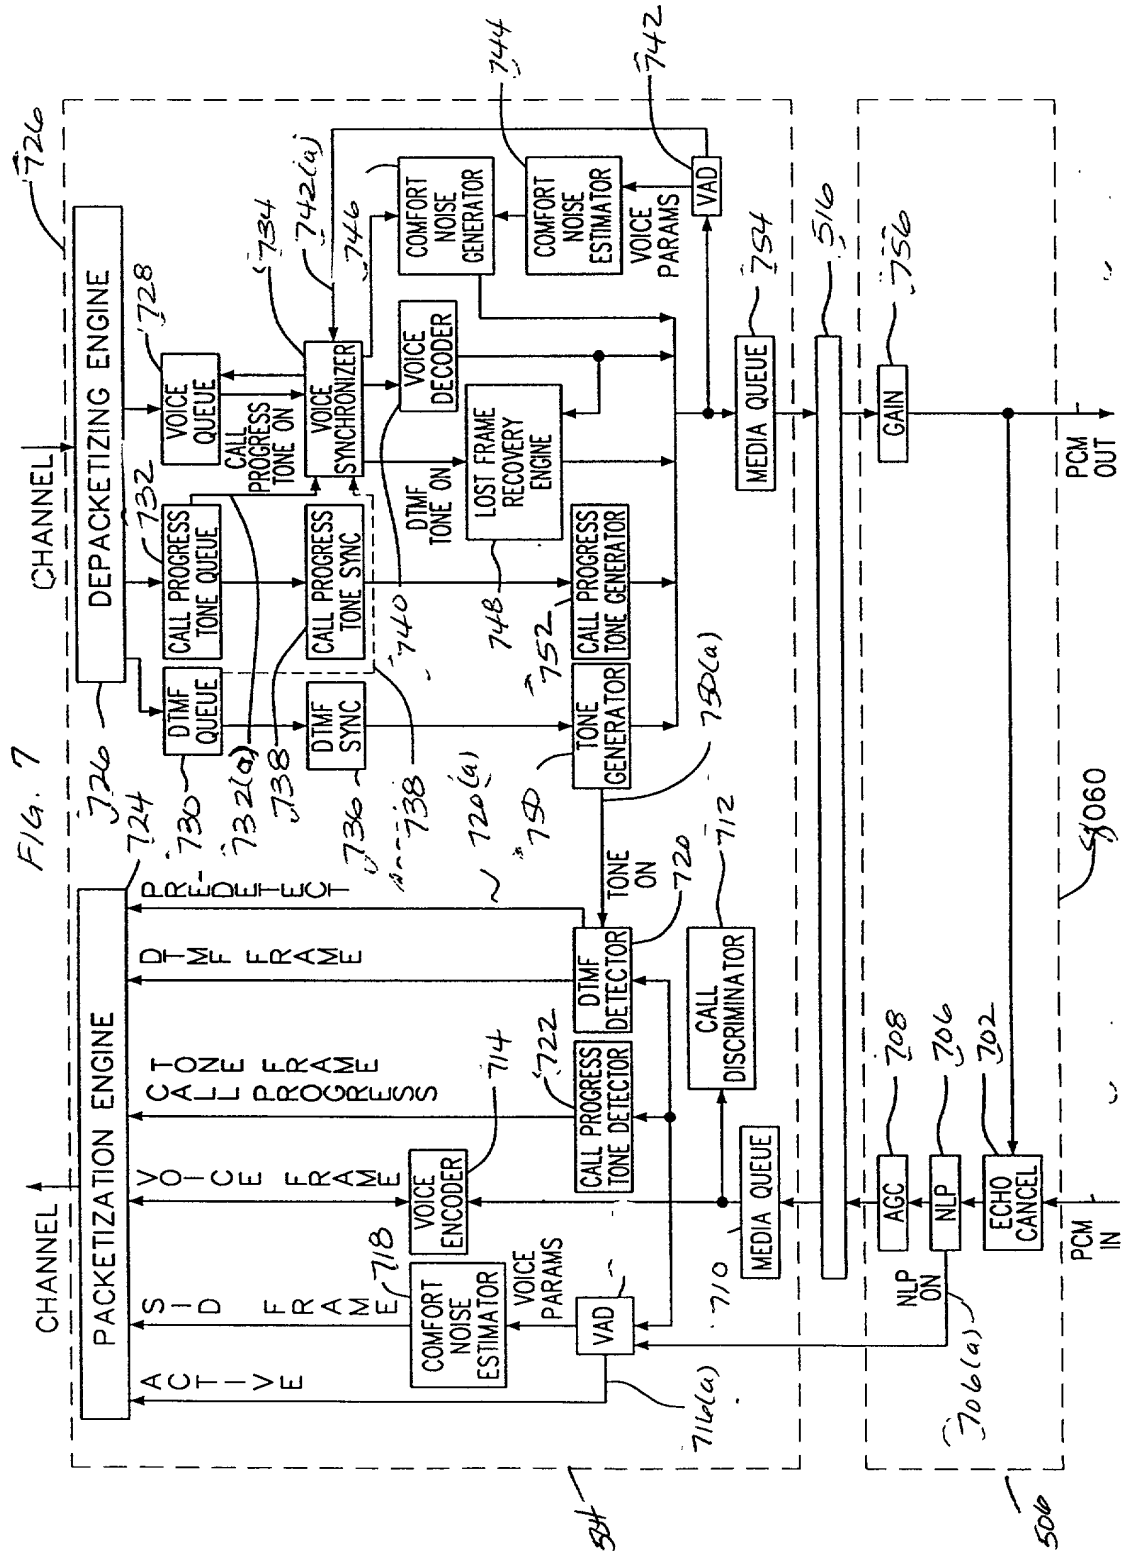 FIG. 7
CHANNEL
PACKETIZATION ENGINE
724
ACTIVE
SID FRAME
VOICE FRAME
CALL PROGRESS
TONE FRAME
DTMF FRAME
PRE-DETECT
720(a)
COMFORT
NOISE
ESTIMATOR
718
VOICE
ENCODER
714
VOICE
PARAMS
VAD
716(a)
CALL PROGRESS
TONE DETECTOR
722
DTMF
DETECTOR
720
TONE
ON
750(a)
CALL
DISCRIMINATOR
712
MEDIA QUEUE
710
504
CHANNEL
DEPACKETIZING ENGINE
726
726
DTMF
QUEUE
730
CALL PROGRESS
TONE QUEUE
732
732(a)
VOICE
QUEUE
728
CALL
PROGRESS
TONE ON
DTMF
SYNC
736
738
CALL PROGRESS
TONE SYNC
738
VOICE
SYNCHRONIZER
734
742(a)
DTMF
TONE ON
VOICE
DECODER
740
COMFORT
NOISE
GENERATOR
746
LOST FRAME
RECOVERY
ENGINE
748
COMFORT
NOISE
ESTIMATOR
744
VOICE
PARAMS
TONE
GENERATOR
750
CALL PROGRESS
TONE GENERATOR
752
VAD
742
MEDIA QUEUE
754
516
AGC
708
NLP
706
NLP
ON
706(a)
ECHO
CANCEL
702
GAIN
756
PCM
IN
PCM
OUT
506